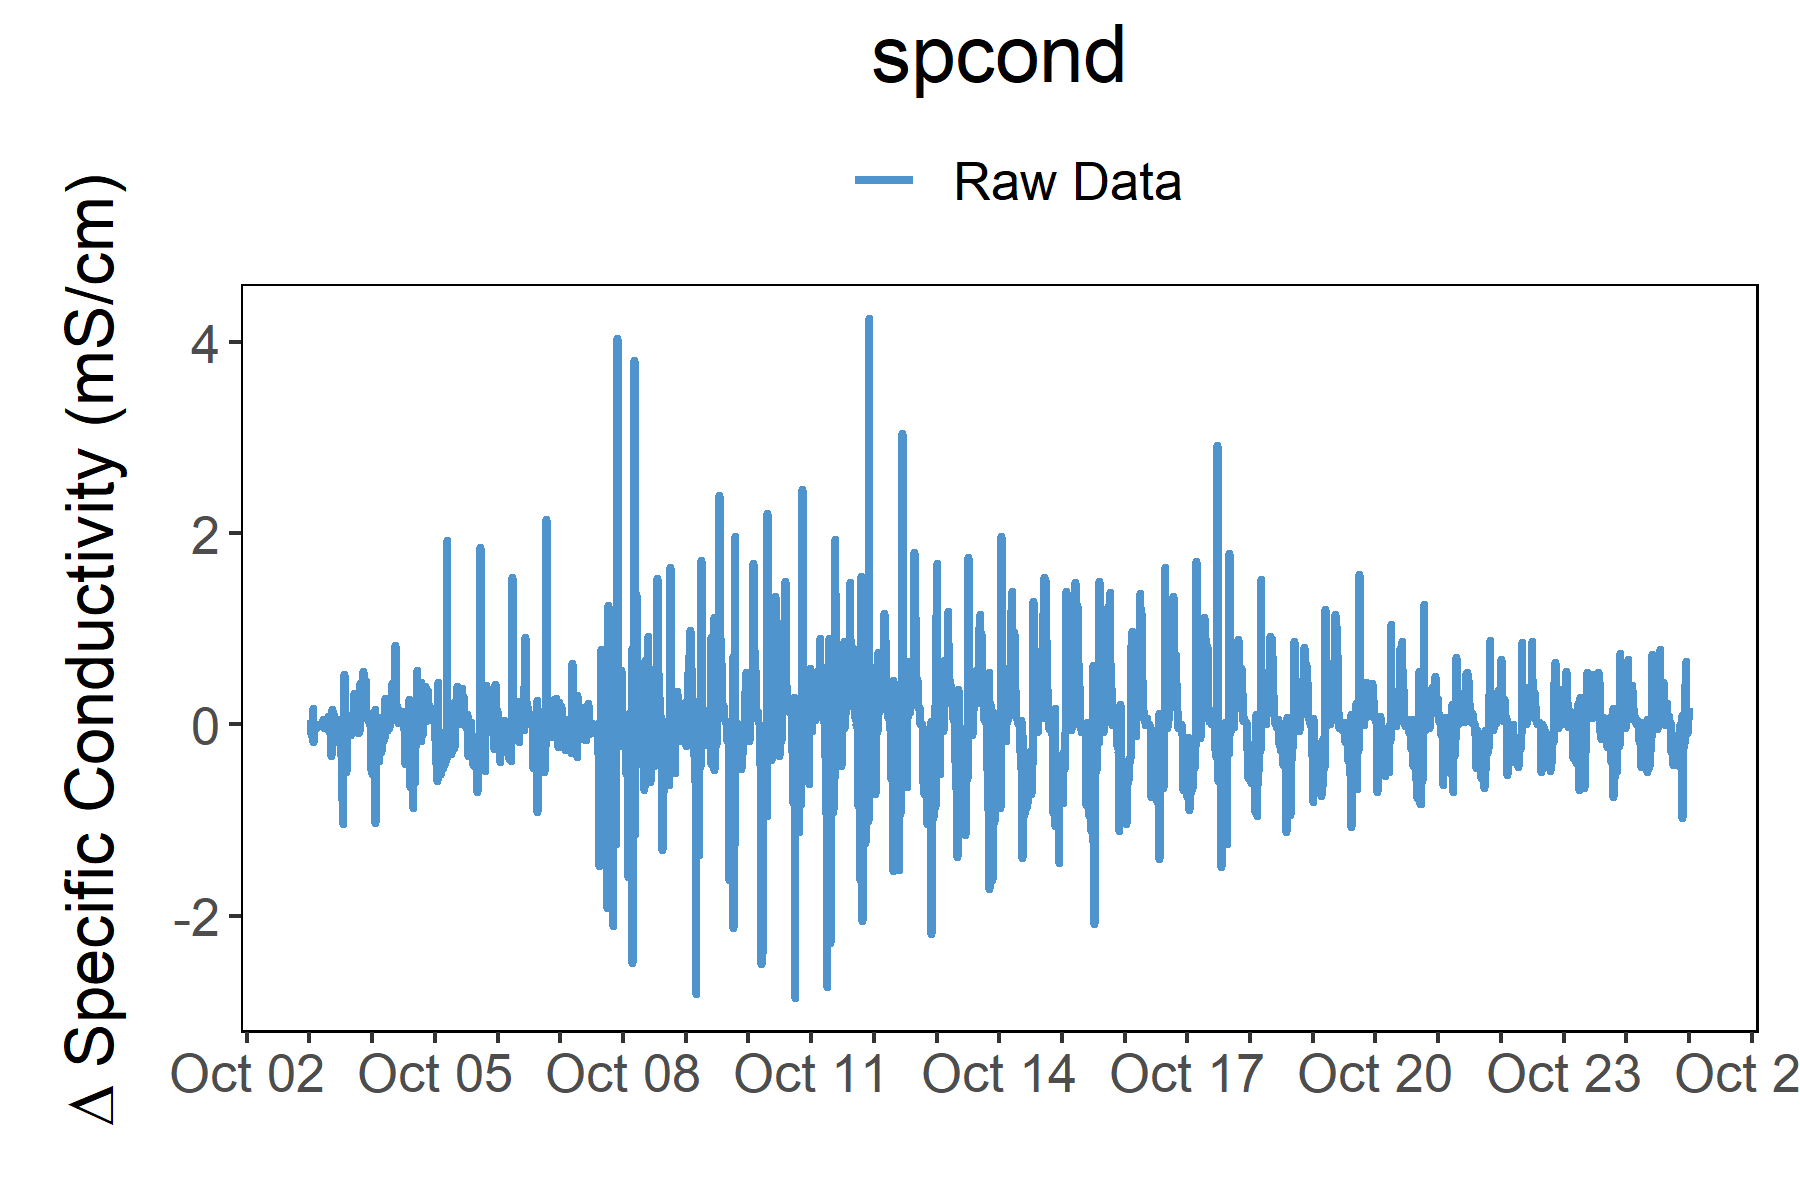 spcond
Raw Data
Δ Specific Conductivity (mS/cm)
4
2
0
-2
Oct 02 Oct 05 Oct 08 Oct 11 Oct 14 Oct 17 Oct 20 Oct 23 Oct 2